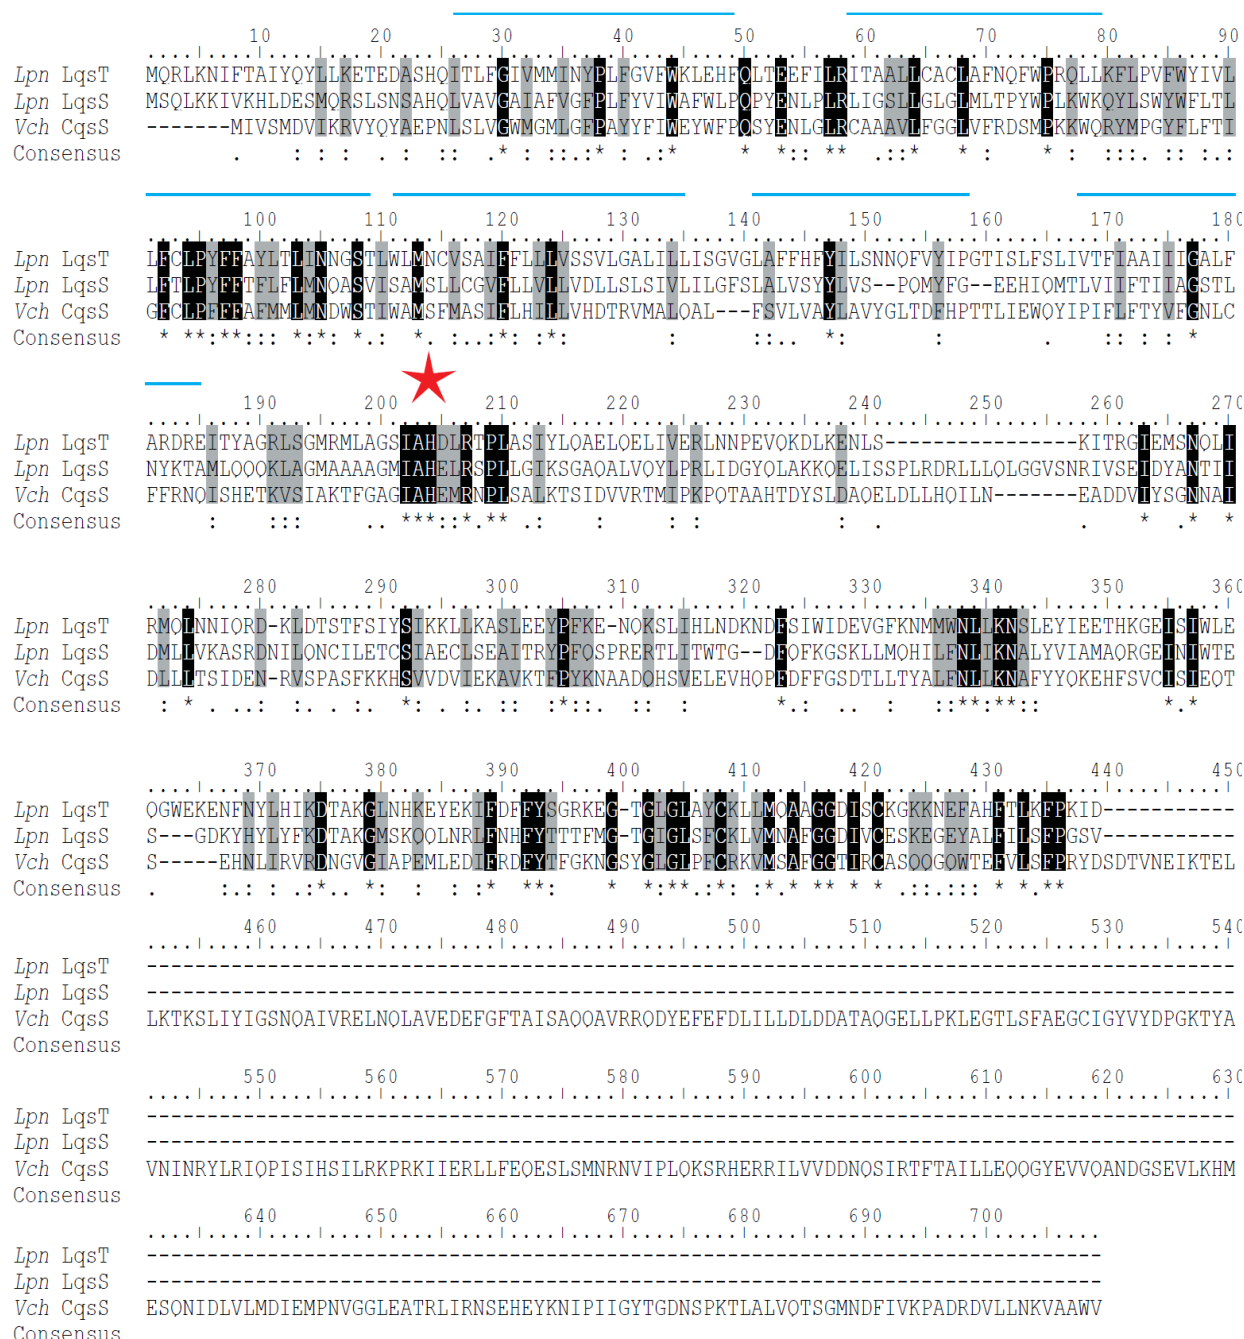 10 20 30 40 50 60 70 80 90
Lpn LqsT MQRLKNIFTAIYQYLLKETEDASHQITLFGIVMMINYPLFGVFWKLEHFQLTEEFILRITAALLCACLAFNQFWPRQLLKFLPVFWYIVL
Lpn LqsS MSQLKKIVKHLDESMQRSLSNSAHQLVAVGAIAFVGFPLFYVIWAFWLPQPYENLPLRLIGSLLGLGLMLTPYWPLKWKQYLSWYWFLTL
Vch CqsS -------MIVSMDVIKRVYQYAEPNLSLVGWMGMLGFPAYYFIWEYWFPQSYENLGLRCAAAVLFGGLVFRDSMPKKWQRYMPGYFLFTI
Consensus . : : : . : : : . * : : : . : * : . . : * * * : : * * : : : * * . * : : : : . : : . : . :
100 110 120 130 140 150 160 170 180
Lpn LqsT LFCLPYFFAYLTLINNGSTLWLMNCVSAIFFLLLVSSVLGALILLISGVGLAFFHFYILSNNQFVYIPGTISLFSLIVTFIAAIIIGALF
Lpn LqsS LFTLPYFFTFLFLMNQASVISAMSLLCGVFLLVLLVDLLSLSIVLILGFSLALVSYYLVS--PQMYFG--EEHIQMTLVIIFTIIAGSTL
Vch CqsS GFCLPFFFAFMMLMNDWSTIWAMSFMASIFLHILLVHDTRVMALQAL---FSVLVAYLAVYGLTDFHPTTLIEWQYIPIFLFTYVFGNLC
Consensus * **:**::: *:*: *.: *. : .:*: :*: : . : . *: : . : : .: *
190 200 210 220 230 240 250 260 270
Lpn LqsT ARDREITYAGRLSGMRMLAGSIAHDLRTPLASIYLQAELQELIVERLNNPEVQKDLKENLS----------------KITRGIEMSNQLI
Lpn LqsS NYKTAMLQQQKLAGMAAAAGMIAHELRSPLLGIKSGAQALVQYLPRLIDGYQLAKKQELISSPLRDRLLLQLGGVSNRIVSEIDYANTII
Vch CqsS FFRNQISHETKVSIAKTFGAGIAHEMRNPLSALKTSIDVVRTMIPKPQTAAHTDYSLDAQELDLLHQILN-------EADDVIYSGNNAI
Consensus : ::: . . ***::* ** .: . : : : . . * .* *
280 290 300 310 320 330 340 350 360
Lpn LqsT RMQLNNIQRD-KLDTSTFSIYSIKKLLKASLEEYPFKE-NQKSLIHLNDKNDFSIWIDEVGFKNMMWNLLKNSLEYIEETHKGEISIWLE
Lpn LqsS DMLLVKASRDNILQNCILETCSIAECLSEAITRYPFQSPRERTLITWTG--DFQFKGSKLLMQHILFNLIKNALYVIAMAQRGEINIWTE
Vch CqsS DLLLTSIDEN-RVSPASFKKHSVVDVIEKAVKTFPYKNAADQHSVELEVHQPFDFFGSDTLLTYALFNLLKNAFYYQKEHFSVCISIEQT
Consensus : * . ..: : . : . *: . : :: :*::. : : : *.: .. : . ::**:**:: *.*
370 380 390 400 410 420 430 440 450
Lpn LqsT QGWEKENFNYLHIKDTAKGLNHKEYEKIFDFFYSGRKEG-TGLGLAYCKLLMQAAGGDISCKGKKNEFAHFTLKFPKID-----------
Lpn LqsS S---GDKYHYLYFKDTAKGMSKQQLNRLFNHFYTTTFMG-TGIGLSFCKLVMNAFGGDIVCESKEGEYALFILSFPGSV-----------
Vch CqsS S----EHNLIRVRDNGVGIAPEMLEDIFRDFYTFGKNGSYGLGLPFCRKVMSAFGGTIRCASQQGQWTEFVLSFPRYDSDTVNEIKTEL
Consensus . :.: : :*.. *: . : :* **: * *:**.:*: :* * ** * * .::.::: * * **
460 470 480 490 500 510 520 530 540
Lpn LqsT ------------------------------------------------------------------------------------------
Lpn LqsS ------------------------------------------------------------------------------------------
Vch CqsS LKTKSLIYIGSNQAIVRELNQLAVEDEFGFTAISAQQAVRRQDYEFEFDLILLDLDDATAQGELLPKLEGTLSFAEGCIGYVYDPGKTYA
Consensus
550 560 570 580 590 600 610 620 630
Lpn LqsT ------------------------------------------------------------------------------------------
Lpn LqsS ------------------------------------------------------------------------------------------
Vch CqsS VNINRYLRIQPISIHSILRKPRKIIERLLFEQESLSMNRNVIPLQKSRHERRILVVDDNQSIRTFTAILLEQQGYEVVQANDGSEVLKHM
Consensus
640 650 660 670 680 690 700
Lpn LqsT -------------------------------------------------------------------------------
Lpn LqsS -------------------------------------------------------------------------------
Vch CqsS ESQNIDLVLMDIEMPNVGGLEATRLIRNSEHEYKNIPIIGYTGDNSPKTLALVQTSGMNDFIVKPADRDVLLNKVAAWV
Consensus